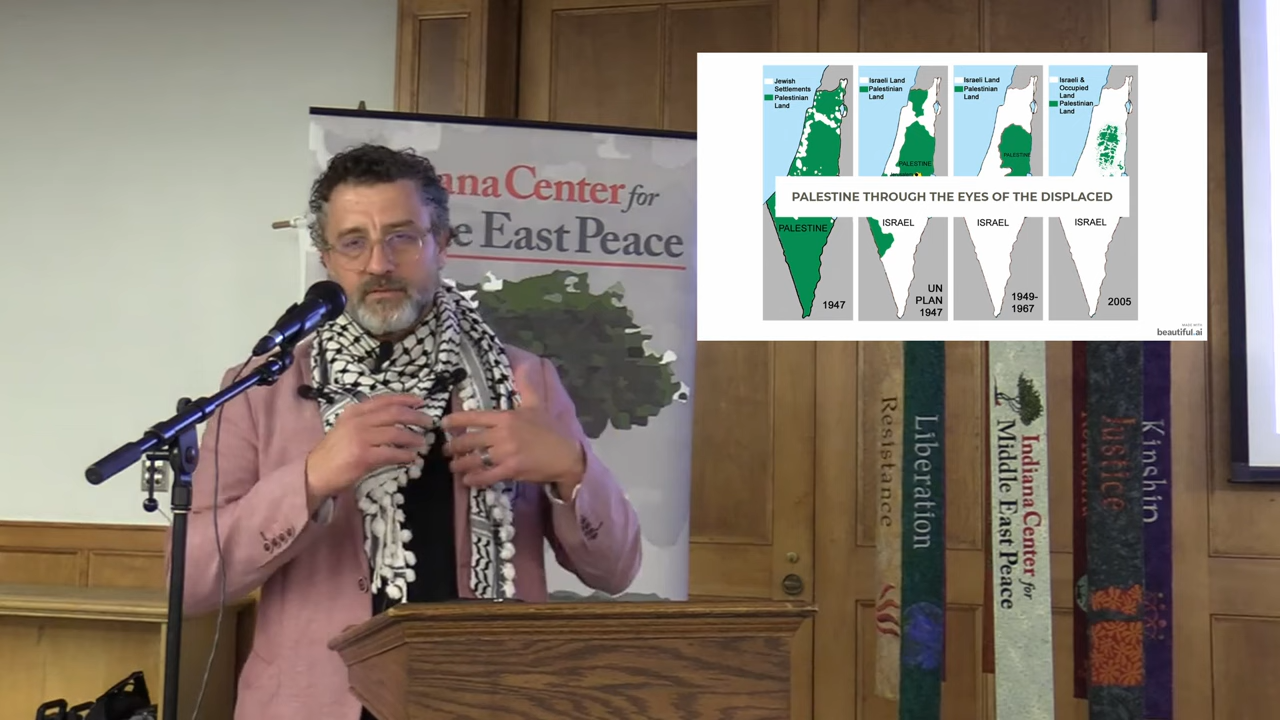 ana Center for
e East Peace
Jewish
Settlements
Palestinian
Land
PALESTINE
1947
Israeli Land
Palestinian
Land
PALESTINE
ISRAEL
UN
PLAN
1947
Israeli Land
Palestinian
Land
PALESTINE
ISRAEL
1949-
1967
Israeli &
Occupied
Land
Palestinian
Land
ISRAEL
2005
PALESTINE THROUGH THE EYES OF THE DISPLACED
MADE WITH
beautiful.ai
Resistance
Liberation
Indiana Center for
Middle East Peace
Justice
Kinship